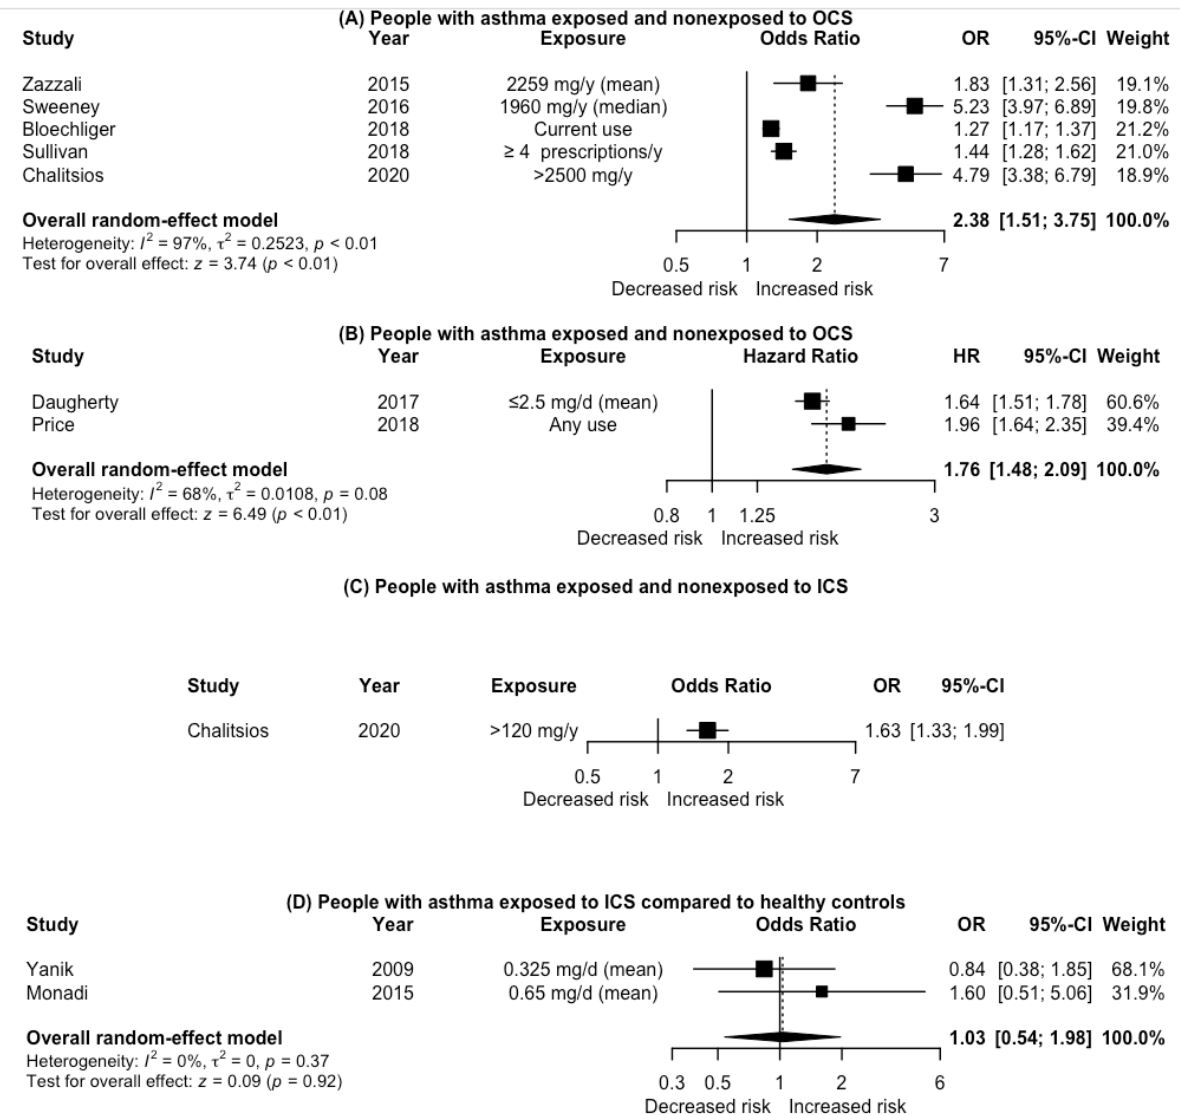 (A) People with asthma exposed and nonexposed to OCS
Study Year Exposure Odds Ratio OR 95%-CI Weight
Zazzali 2015 2259 mg/y (mean) 1.83 [1.31; 2.56] 19.1%
Sweeney 2016 1960 mg/y (median) 5.23 [3.97; 6.89] 19.8%
Bloechliger 2018 Current use 1.27 [1.17; 1.37] 21.2%
Sullivan 2018 ≥ 4 prescriptions/y 1.44 [1.28; 1.62] 21.0%
Chalitsios 2020 >2500 mg/y 4.79 [3.38; 6.79] 18.9%
Overall random-effect model 2.38 [1.51; 3.75] 100.0%
Heterogeneity: I² = 97%, τ² = 0.2523, p < 0.01
Test for overall effect: z = 3.74 (p < 0.01)
0.5 1 2 7
Decreased risk Increased risk
(B) People with asthma exposed and nonexposed to OCS
Study Year Exposure Hazard Ratio HR 95%-CI Weight
Daugherty 2017 ≤2.5 mg/d (mean) 1.64 [1.51; 1.78] 60.6%
Price 2018 Any use 1.96 [1.64; 2.35] 39.4%
Overall random-effect model 1.76 [1.48; 2.09] 100.0%
Heterogeneity: I² = 68%, τ² = 0.0108, p = 0.08
Test for overall effect: z = 6.49 (p < 0.01)
0.8 1 1.25 3
Decreased risk Increased risk
(C) People with asthma exposed and nonexposed to ICS
Study Year Exposure Odds Ratio OR 95%-CI
Chalitsios 2020 >120 mg/y 1.63 [1.33; 1.99]
0.5 1 2 7
Decreased risk Increased risk
(D) People with asthma exposed to ICS compared to healthy controls
Study Year Exposure Odds Ratio OR 95%-CI Weight
Yanik 2009 0.325 mg/d (mean) 0.84 [0.38; 1.85] 68.1%
Monadi 2015 0.65 mg/d (mean) 1.60 [0.51; 5.06] 31.9%
Overall random-effect model 1.03 [0.54; 1.98] 100.0%
Heterogeneity: I² = 0%, τ² = 0, p = 0.37
Test for overall effect: z = 0.09 (p = 0.92)
0.3 0.5 1 2 6
Decreased risk Increased risk